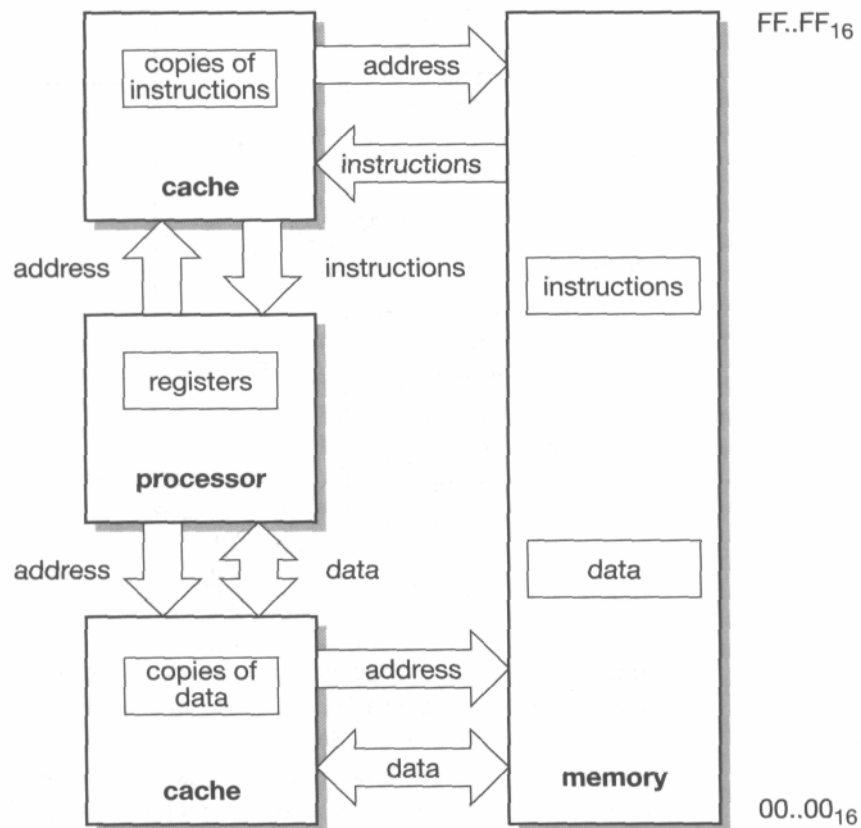 FF..FF16
copies of
instructions
address
instructions
cache
address
instructions
instructions
registers
processor
address
data
data
copies of
data
address
data
cache
memory
00..0016